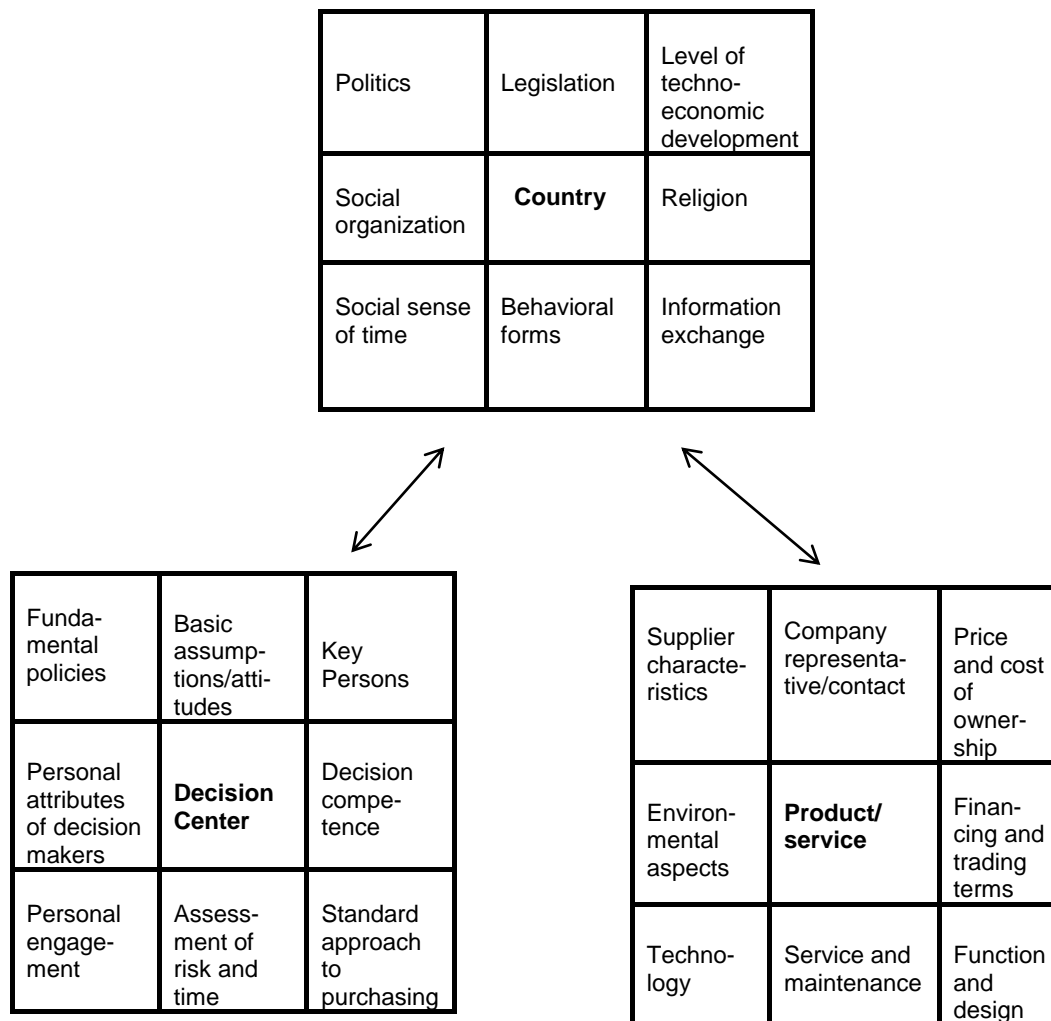 Politics
Legislation
Level of
techno-
economic
development
Social
organization
Country
Religion
Social sense
of time
Behavioral
forms
Information
exchange
Funda-
mental
policies
Basic
assump-
tions/atti-
tudes
Key
Persons
Personal
attributes
of decision
makers
Decision
Center
Decision
compe-
tence
Personal
engage-
ment
Assess-
ment of
risk and
time
Standard
approach
to
purchasing
Supplier
characte-
ristics
Company
representa-
tive/contact
Price
and cost
of
owner-
ship
Environ-
mental
aspects
Product/
service
Finan-
cing and
trading
terms
Techno-
logy
Service and
maintenance
Function
and
design